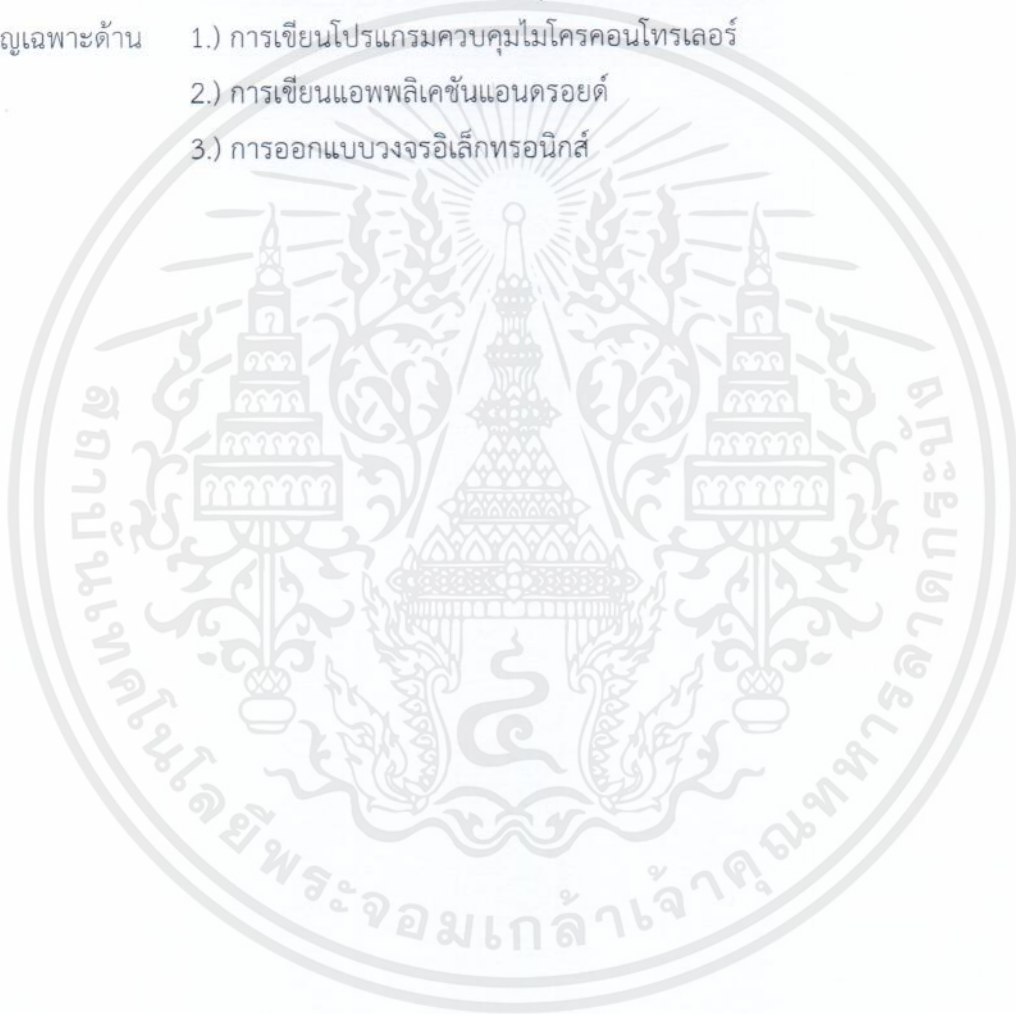 ญเฉพาะด้าน 1.) การเขียนโปรแกรมควบคุมไมโครคอนโทรเลอร์
2.) การเขียนแอพพลิเคชันแอนดรอยด์
3.) การออกแบบวงจรอิเล็กทรอนิกส์
สถาบันเทคโนโลยีพระจอมเกล้าเจ้าคุณทหารลาดกระบัง
๔